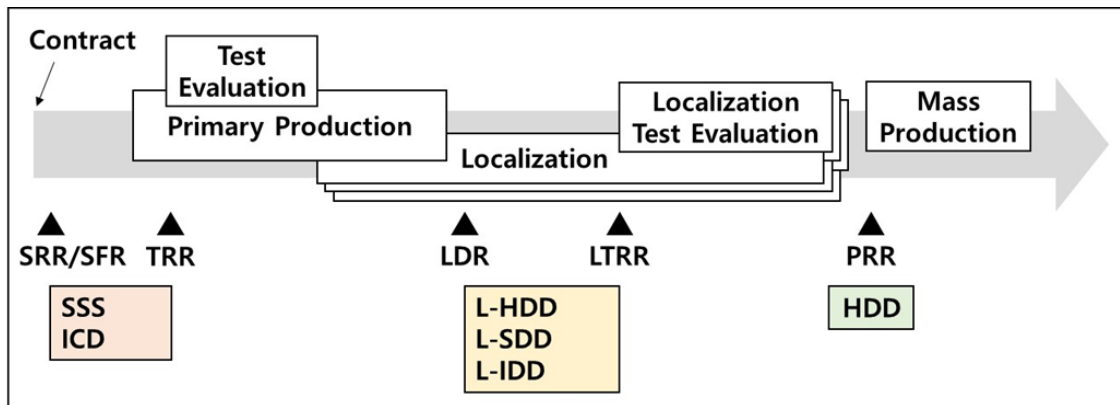 Contract
Test
Evaluation
Primary Production
Localization
Test Evaluation
Localization
Mass
Production
SRR/SFR
TRR
LDR
LTRR
PRR
SSS
ICD
L-HDD
L-SDD
L-IDD
HDD